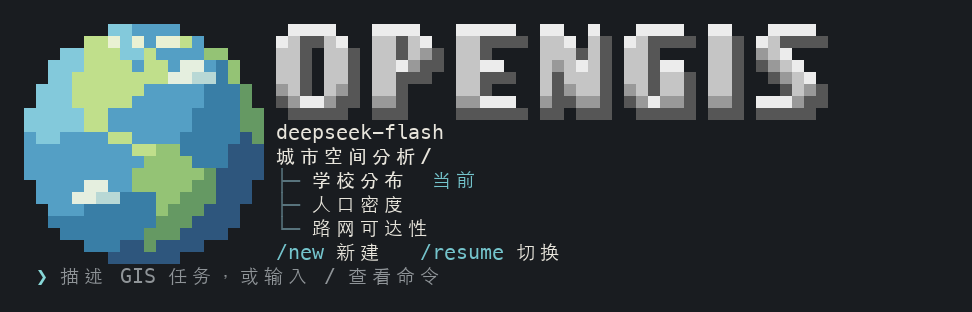 OPENGIS
deepseek-flash
城市空间分析/
├─ 学校分布  当前
├─ 人口密度
└─ 路网可达性
/new 新建  /resume 切换
❯ 描述 GIS 任务，或输入 / 查看命令